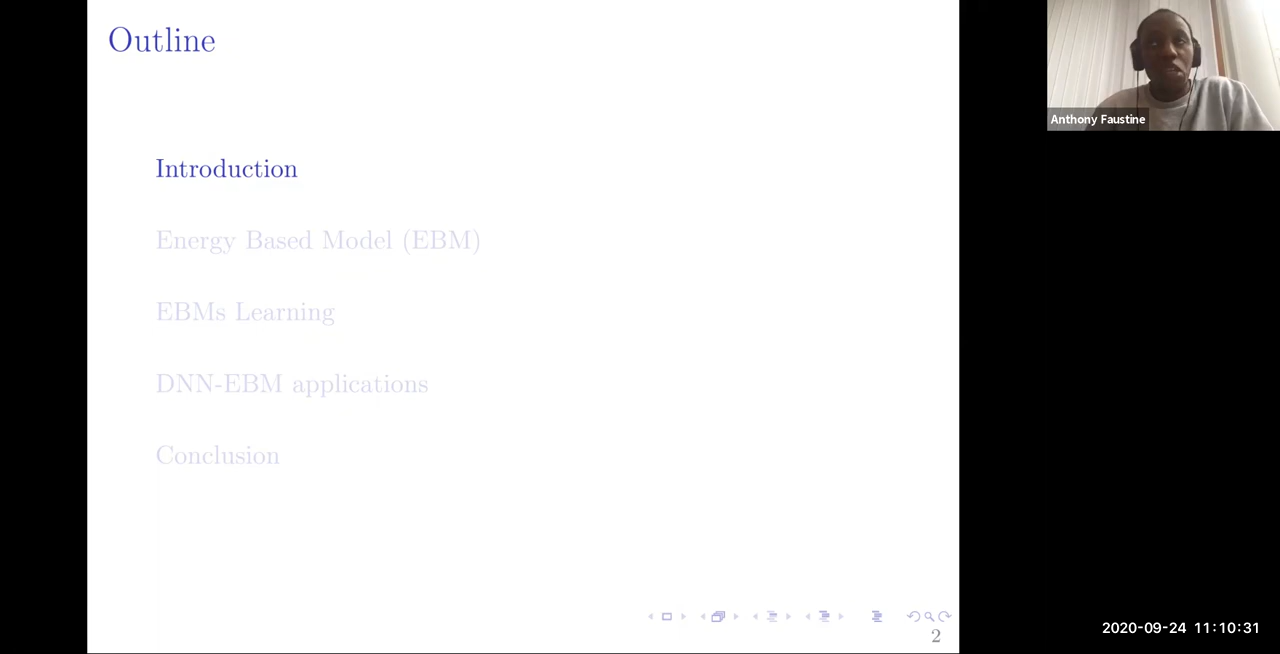 Outline
Anthony Faustine
Introduction
Energy Based Model (EBM)
EBMs Learning
DNN-EBM applications
Conclusion
2
2020-09-24 11:10:31